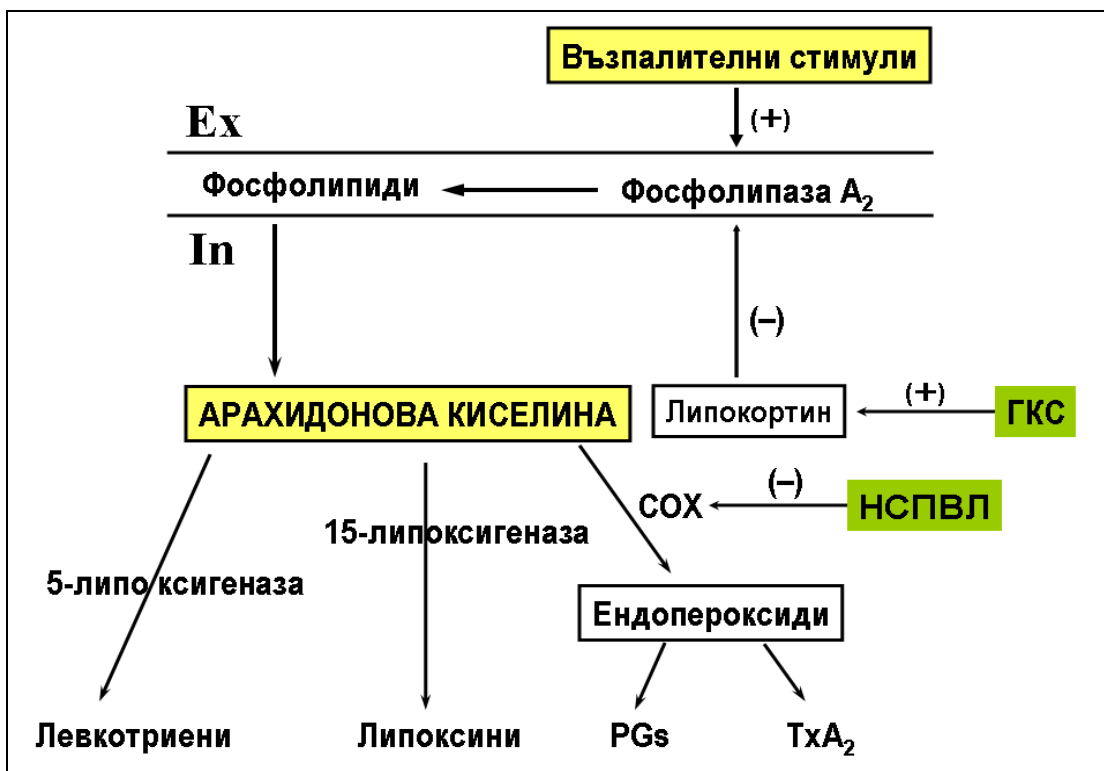 Възпалителни стимули
(+)
Ex
Фосфолипиди
Фосфолипаза A₂
In
(–)
АРАХИДОНОВА КИСЕЛИНА
Липокортин
(+)
ГКС
COX
(–)
НСПВЛ
15-липоксигеназа
5-липоксигеназа
Ендопероксиди
Левкотриени
Липоксини
PGs
TxA₂